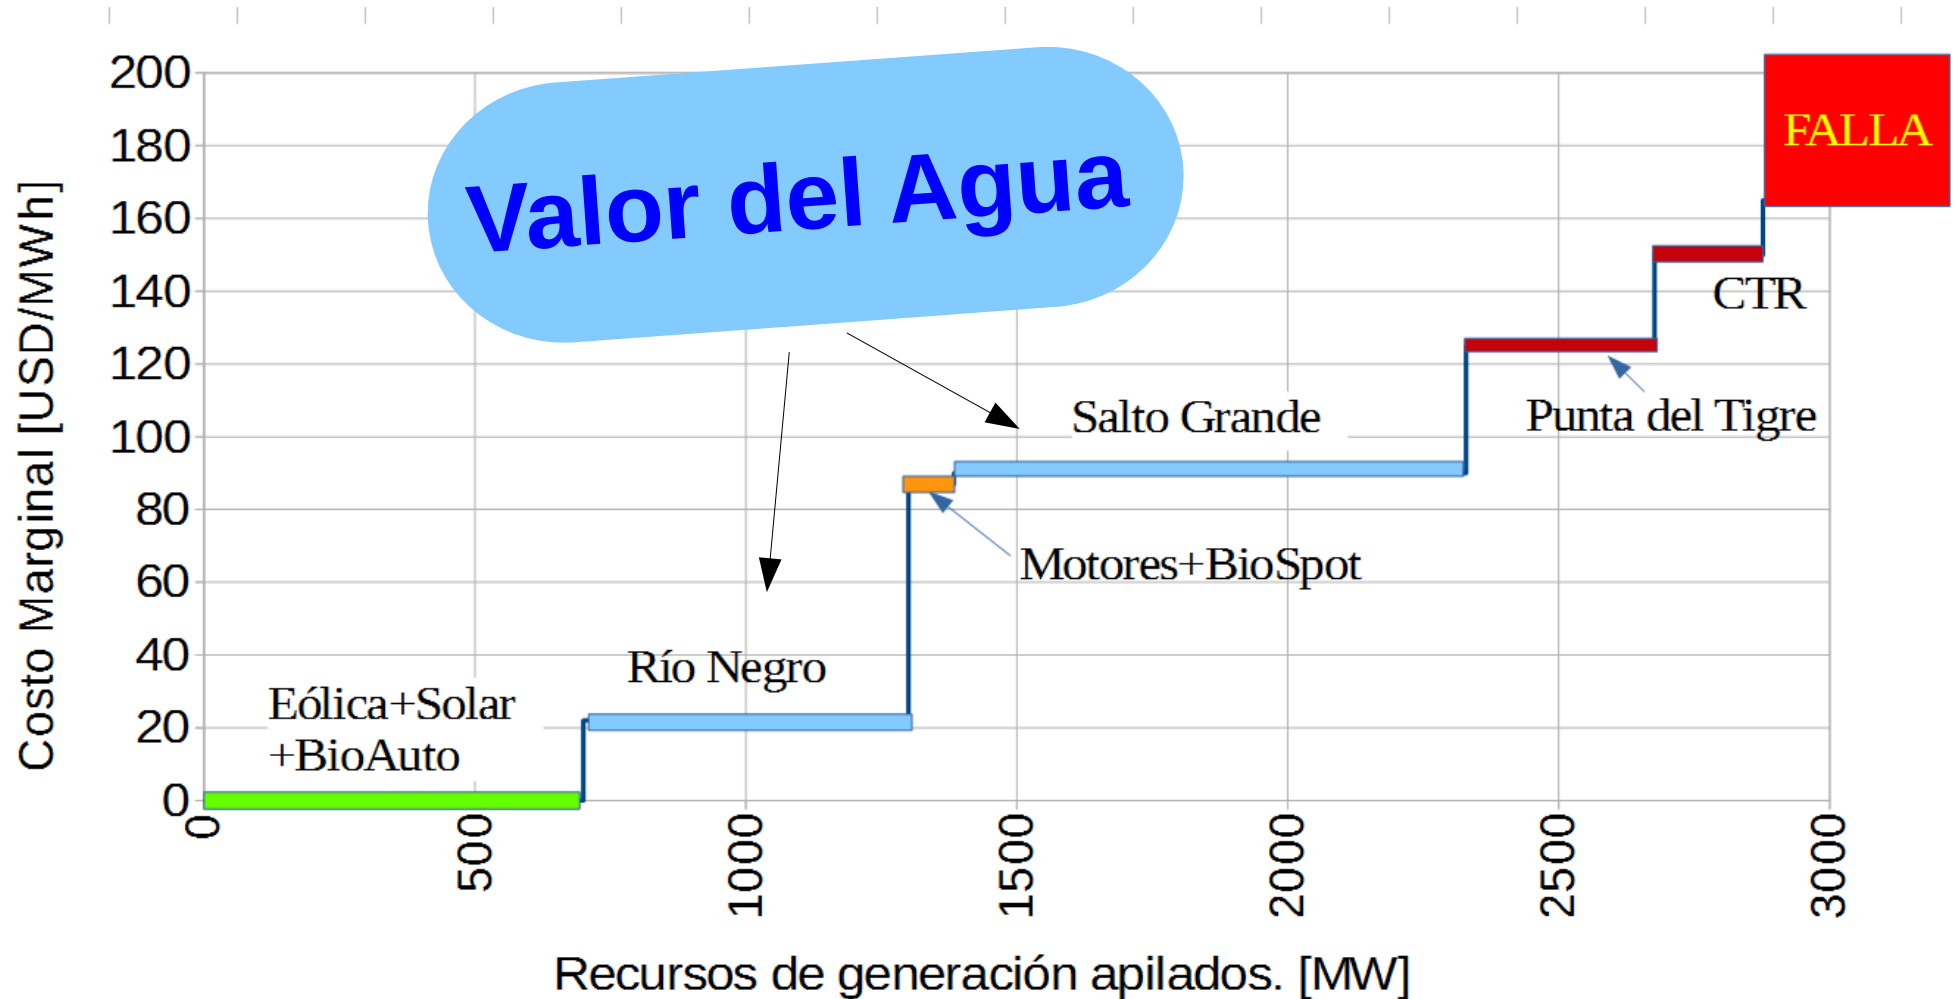 200
180
160
140
120
100
80
60
40
20
0
Costo Marginal [USD/MWh]
Valor del Agua
FALLA
CTR
Punta del Tigre
Salto Grande
Motores+BioSpot
Río Negro
Eólica+Solar
+BioAuto
0
500
1000
1500
2000
2500
3000
Recursos de generación apilados. [MW]